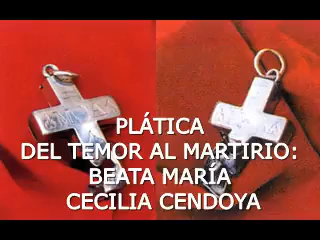 PLÁTICA
DEL TEMOR AL MARTIRIO:
BEATA MARÍA
CECILIA CENDOYA